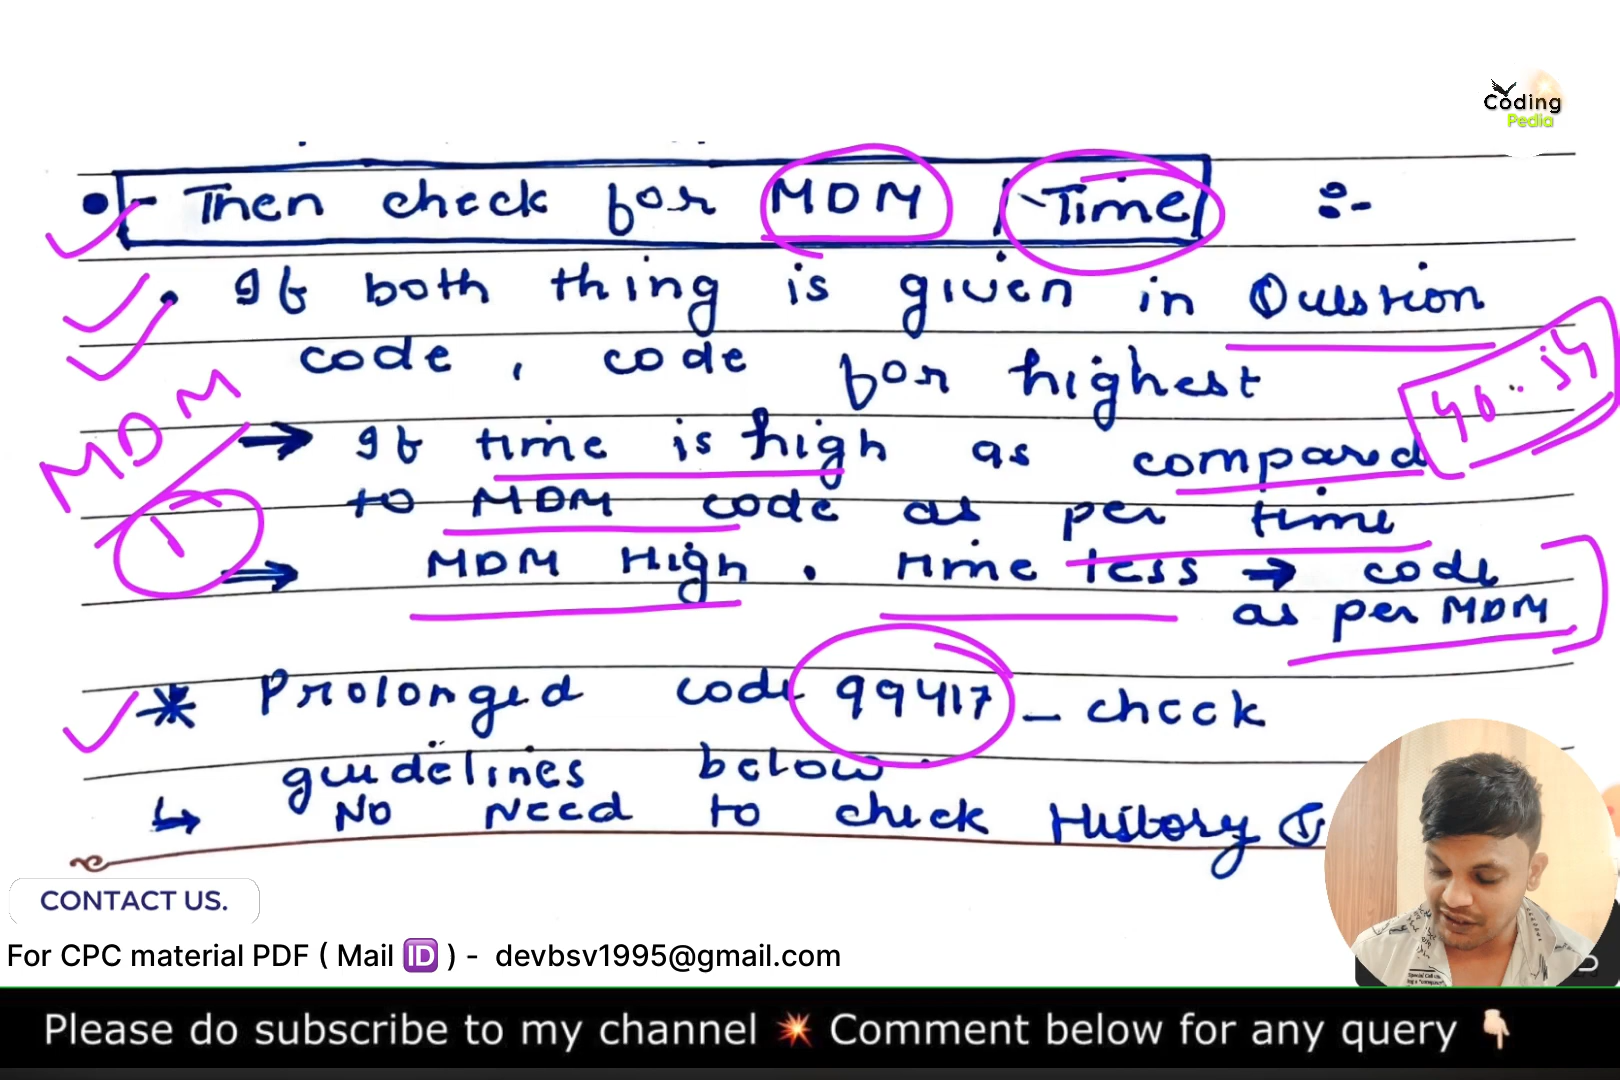 Coding
Pedia
- Then check for MDM / Time :-
If both thing is given in Question
code, code for highest
MDM
40-54
→ If time is high as compared
to MDM code as per time
⇒ MDM High. Time less → code
as per MDM
* Prolonged code 99417 - check
guidelines below.
↳ No Need to check History &
CONTACT US.
For CPC material PDF ( Mail 🆔 ) - devbsv1995@gmail.com
Please do subscribe to my channel 💥 Comment below for any query 👇🏻